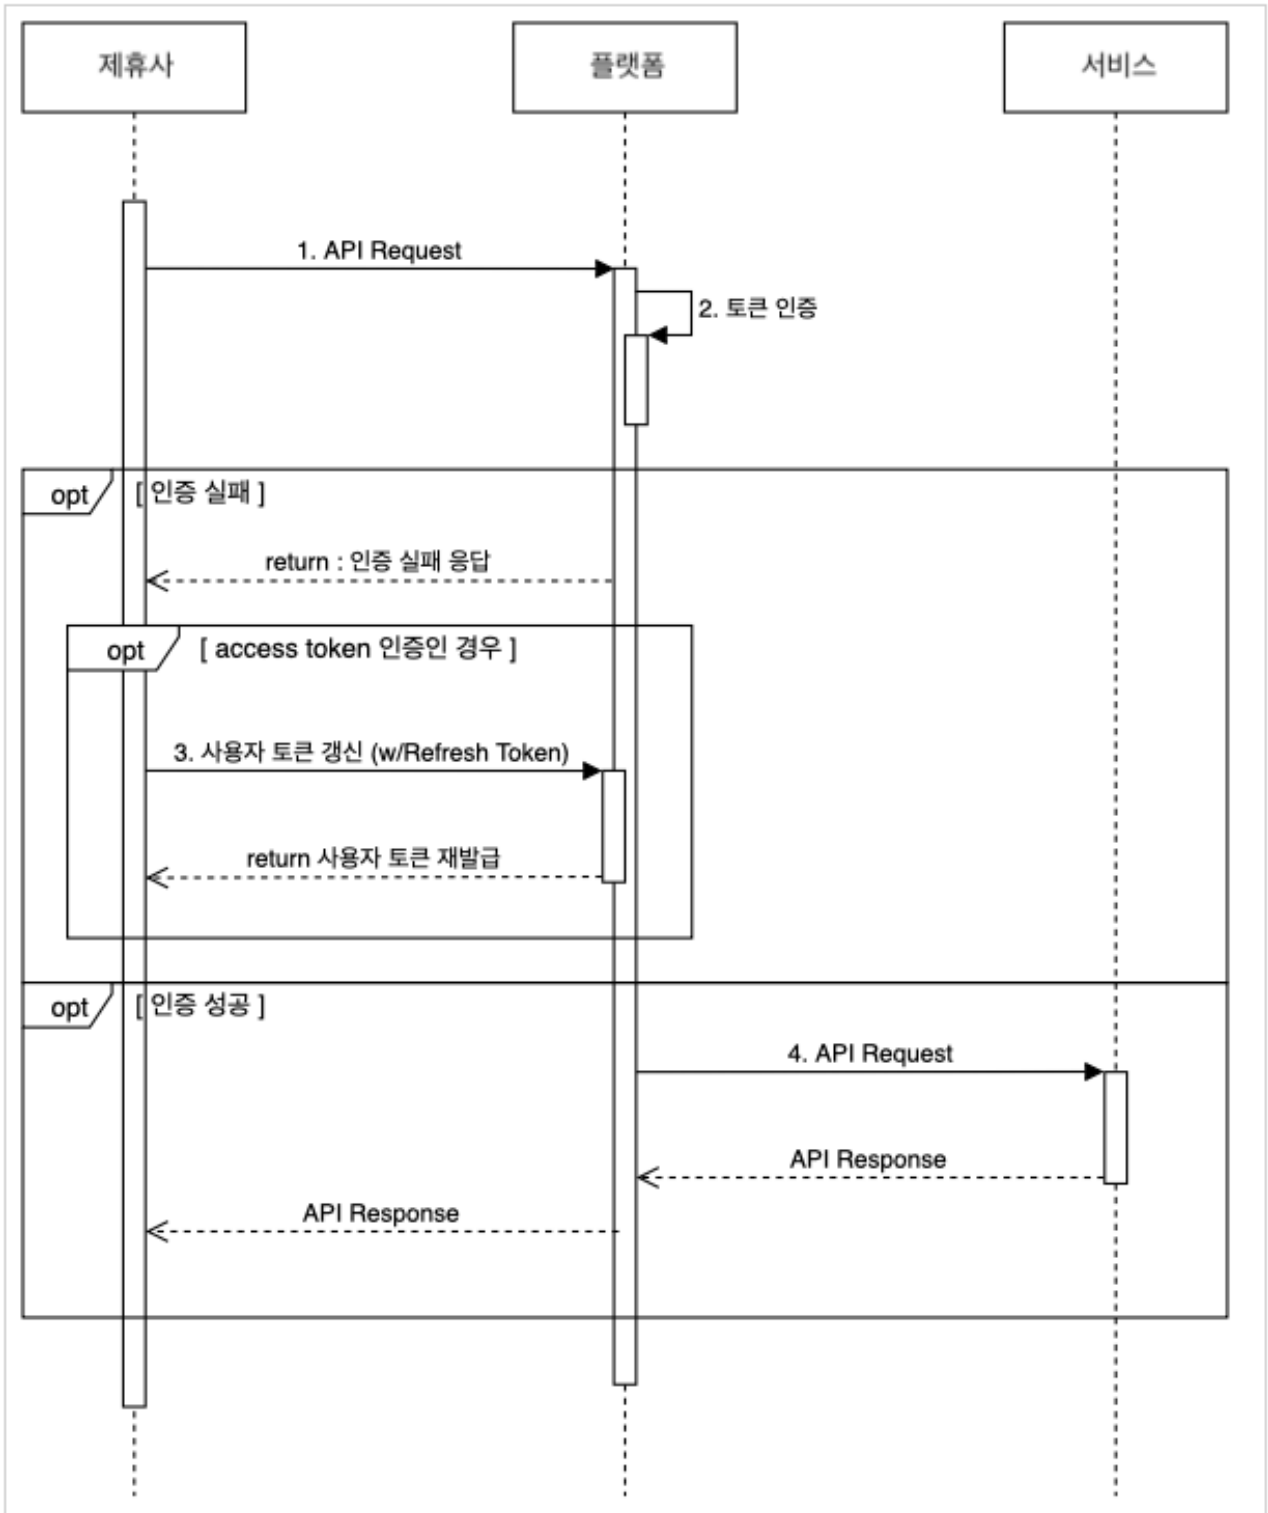 제휴사
플랫폼
서비스
1. API Request
2. 토큰 인증
opt
[ 인증 실패 ]
return : 인증 실패 응답
opt
[ access token 인증인 경우 ]
3. 사용자 토큰 갱신 (w/Refresh Token)
return 사용자 토큰 재발급
opt
[ 인증 성공 ]
4. API Request
API Response
API Response